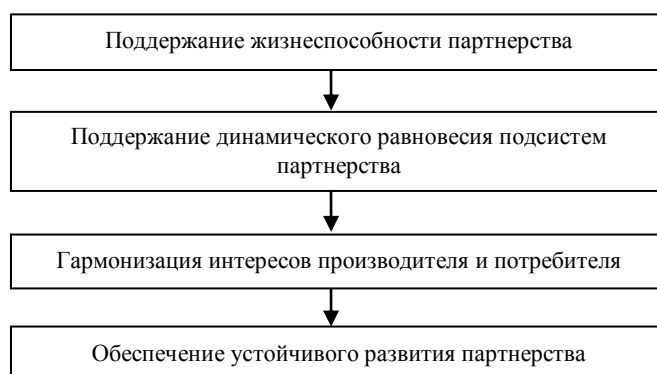 Поддержание жизнеспособности партнерства
Поддержание динамического равновесия подсистем
партнерства
Гармонизация интересов производителя и потребителя
Обеспечение устойчивого развития партнерства